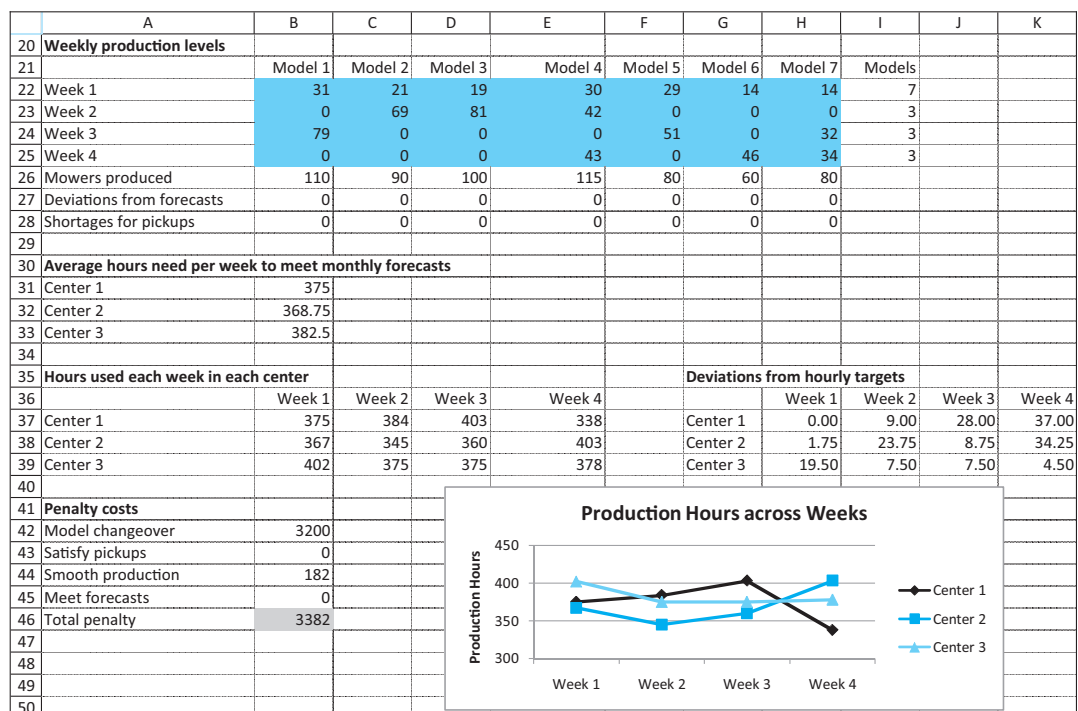 A B C D E F G H I J K
20 Weekly production levels
21 Model 1 Model 2 Model 3 Model 4 Model 5 Model 6 Model 7 Models
22 Week 1 31 21 19 30 29 14 14 7
23 Week 2 0 69 81 42 0 0 0 3
24 Week 3 79 0 0 0 51 0 32 3
25 Week 4 0 0 0 43 0 46 34 3
26 Mowers produced 110 90 100 115 80 60 80
27 Deviations from forecasts 0 0 0 0 0 0 0
28 Shortages for pickups 0 0 0 0 0 0 0
29
30 Average hours need per week to meet monthly forecasts
31 Center 1 375
32 Center 2 368.75
33 Center 3 382.5
34
35 Hours used each week in each center Deviations from hourly targets
36 Week 1 Week 2 Week 3 Week 4 Week 1 Week 2 Week 3 Week 4
37 Center 1 375 384 403 338 Center 1 0.00 9.00 28.00 37.00
38 Center 2 367 345 360 403 Center 2 1.75 23.75 8.75 34.25
39 Center 3 402 375 375 378 Center 3 19.50 7.50 7.50 4.50
40
41 Penalty costs
42 Model changeover 3200
43 Satisfy pickups 0
44 Smooth production 182
45 Meet forecasts 0
46 Total penalty 3382
47
48
49
50
Production Hours across Weeks
Production Hours
450
400
350
300
Week 1 Week 2 Week 3 Week 4
Center 1
Center 2
Center 3